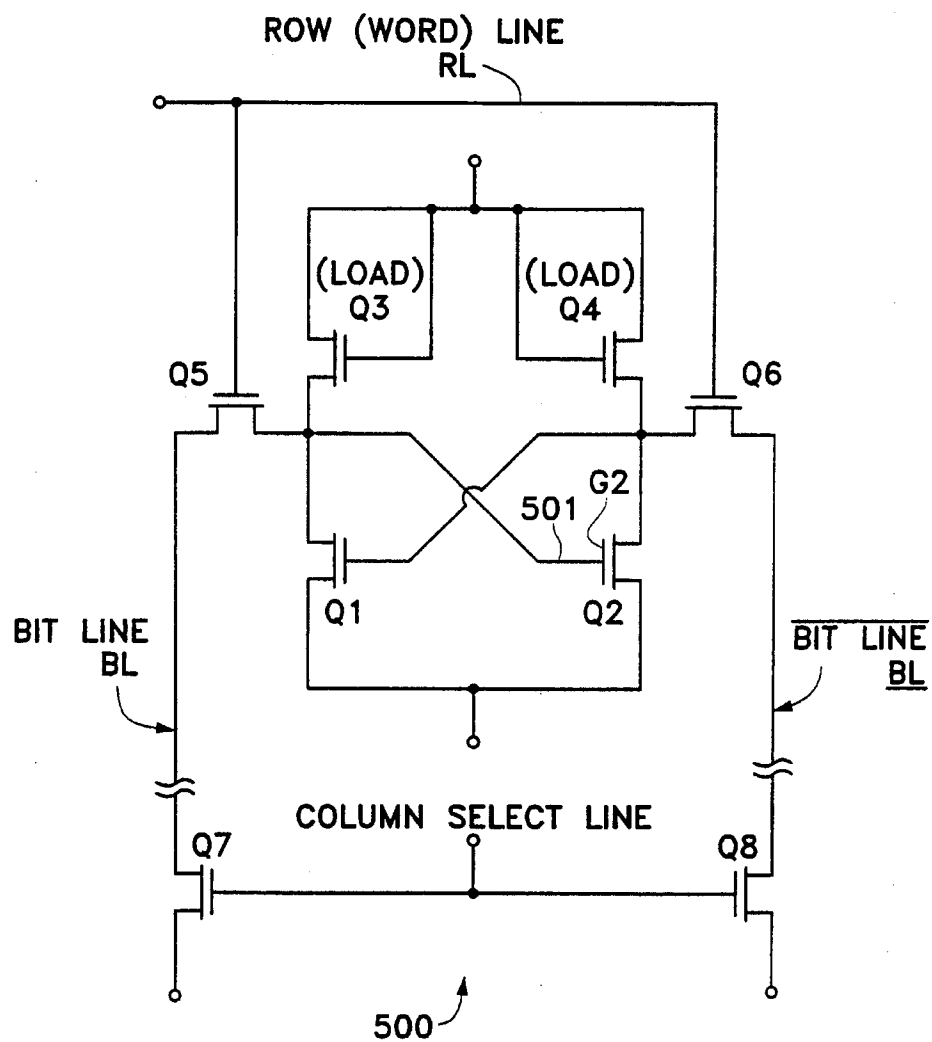 ROW (WORD) LINE
RL
(LOAD)
Q3
(LOAD)
Q4
Q5
Q6
501
G2
Q1
Q2
BIT LINE
BL
BIT LINE
BL
COLUMN SELECT LINE
Q7
Q8
500